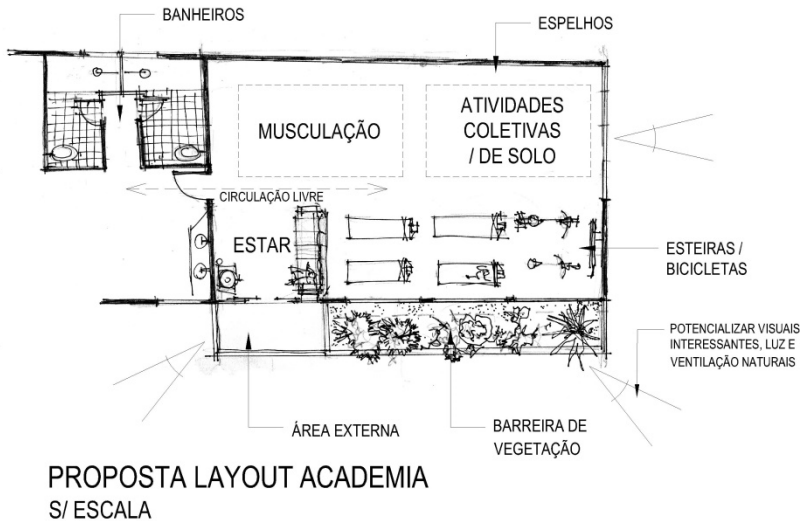 BANHEIROS
ESPELHOS
MUSCULAÇÃO
ATIVIDADES
COLETIVAS
/ DE SOLO
CIRCULAÇÃO LIVRE
ESTAR
ESTEIRAS /
BICICLETAS
POTENCIALIZAR VISUAIS
INTERESSANTES, LUZ E
VENTILAÇÃO NATURAIS
ÁREA EXTERNA
BARREIRA DE
VEGETAÇÃO
PROPOSTA LAYOUT ACADEMIA
S/ ESCALA